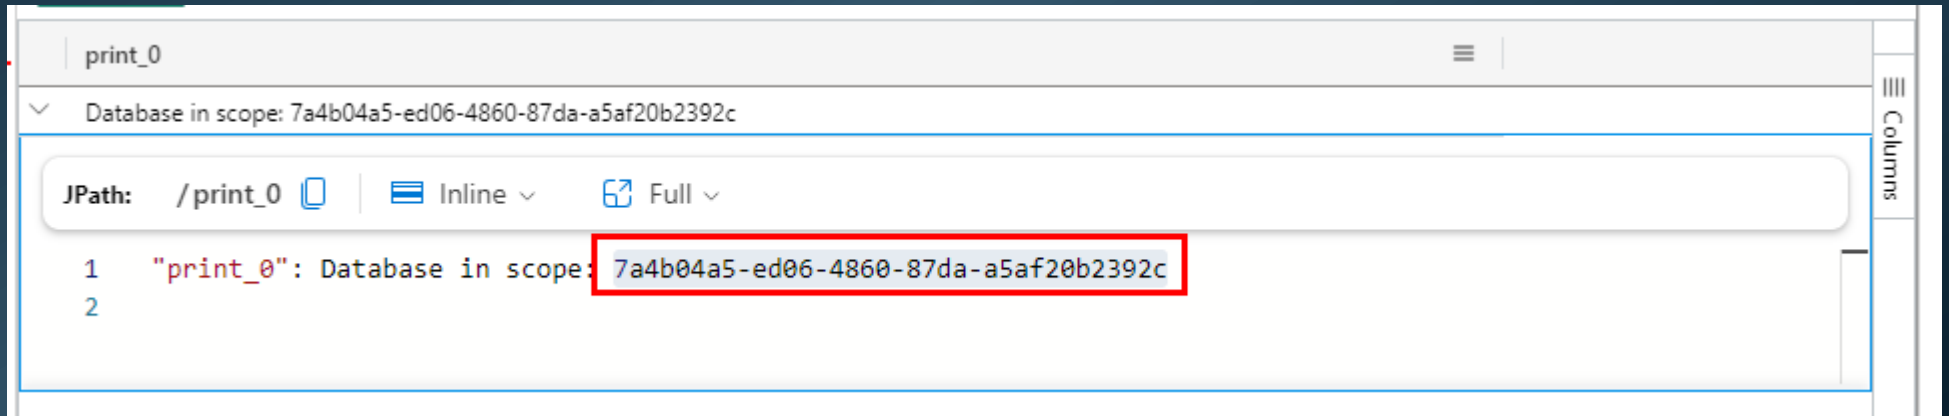 print_0
Database in scope: 7a4b04a5-ed06-4860-87da-a5af20b2392c
JPath: /print_0 Inline Full
1 "print_0": Database in scope: 7a4b04a5-ed06-4860-87da-a5af20b2392c
2
Columns